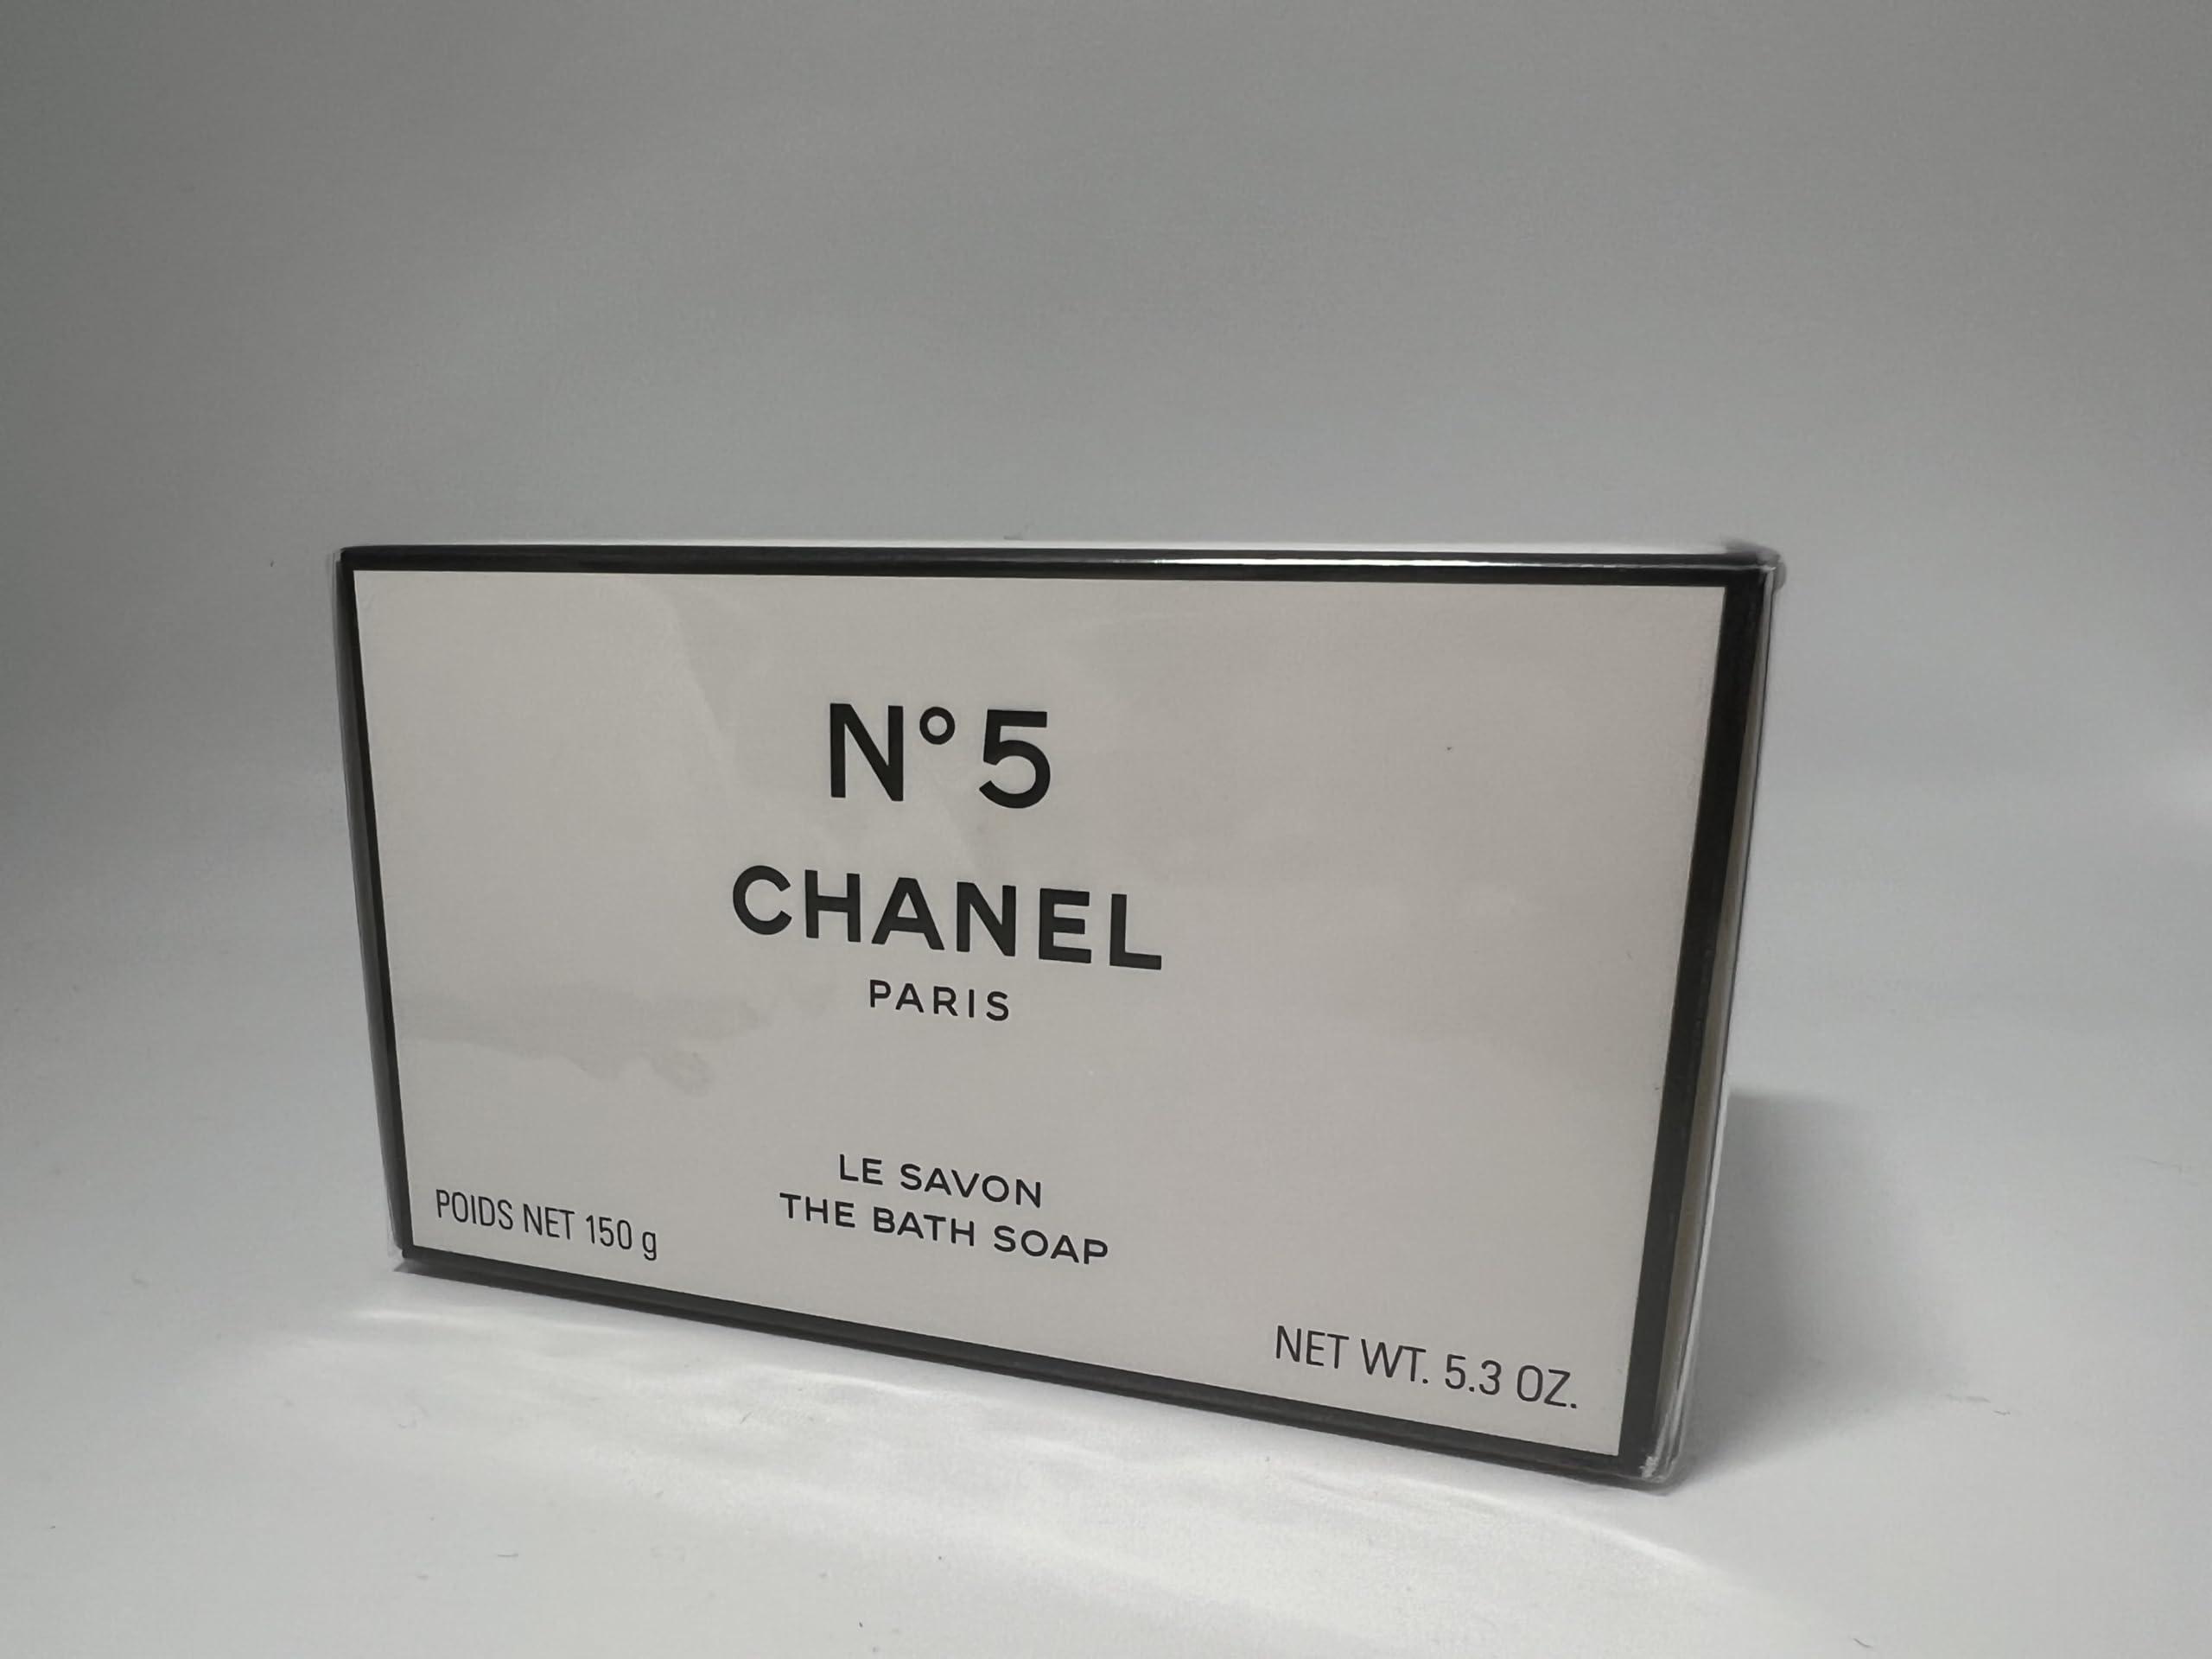 N°5
CHANEL
PARIS
LE SAVON
THE BATH SOAP
POIDS NET 150 g
NET WT. 5.3 OZ.